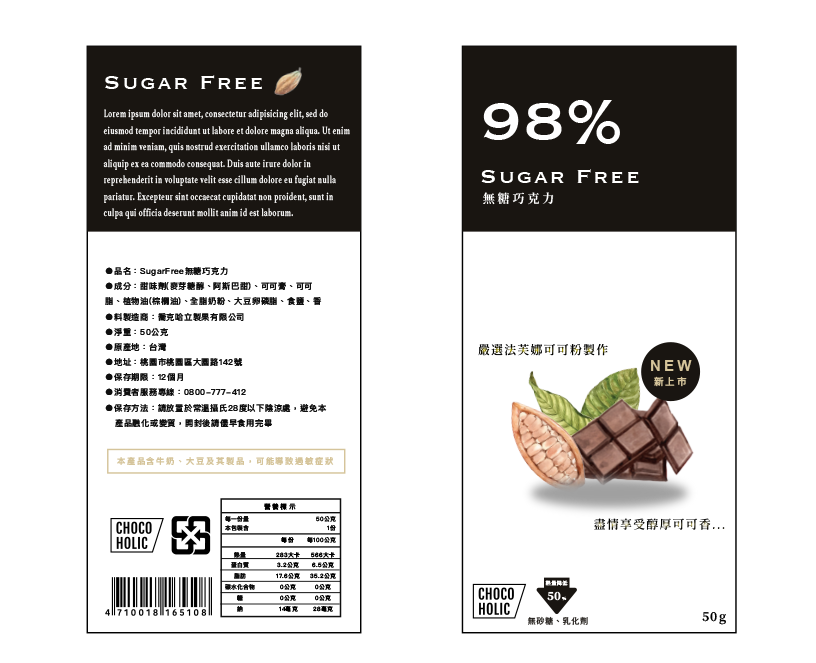 SUGAR FREE
Lorem ipsum dolor sit amet, consectetur adipisicing elit, sed do
eiusmod tempor incididunt ut labore et dolore magna aliqua. Ut enim
ad minim veniam, quis nostrud exercitation ullamco laboris nisi ut
aliquip ex ea commodo consequat. Duis aute irure dolor in
reprehenderit in voluptate velit esse cillum dolore eu fugiat nulla
pariatur. Excepteur sint occaecat cupidatat non proident, sunt in
culpa qui officia deserunt mollit anim id est laborum.
●品名：SugarFree無糖巧克力
●成分：甜味劑(麥芽糖醇、阿斯巴甜)、可可膏、可可
脂、植物油(棕櫚油)、全脂奶粉、大豆卵磷脂、食鹽、香
●料製造商：喬克哈立製果有限公司
●淨重：50公克
●原產地：台灣
●地址：桃園市桃園區大圜路142號
●保存期限：12個月
●消費者服務專線：0800-777-412
●保存方法：請放置於常溫攝氏28度以下陰涼處，避免本
產品融化或變質，開封後請儘早食用完畢
本產品含牛奶、大豆及其製品，可能導致過敏症狀
CHOCO
HOLIC
營養標示
每一份量 50公克
本包裝含 1份
每份 每100公克
熱量 283大卡 566大卡
蛋白質 3.2公克 6.5公克
脂肪 17.6公克 35.2公克
碳水化合物 0公克 0公克
糖 0公克 0公克
鈉 14毫克 28毫克
4 710018 165108
98%
SUGAR FREE
無糖巧克力
嚴選法芙娜可可粉製作
NEW
新上市
盡情享受醇厚可可香...
CHOCO
HOLIC
熱量降低
50%
無砂糖、乳化劑
50g